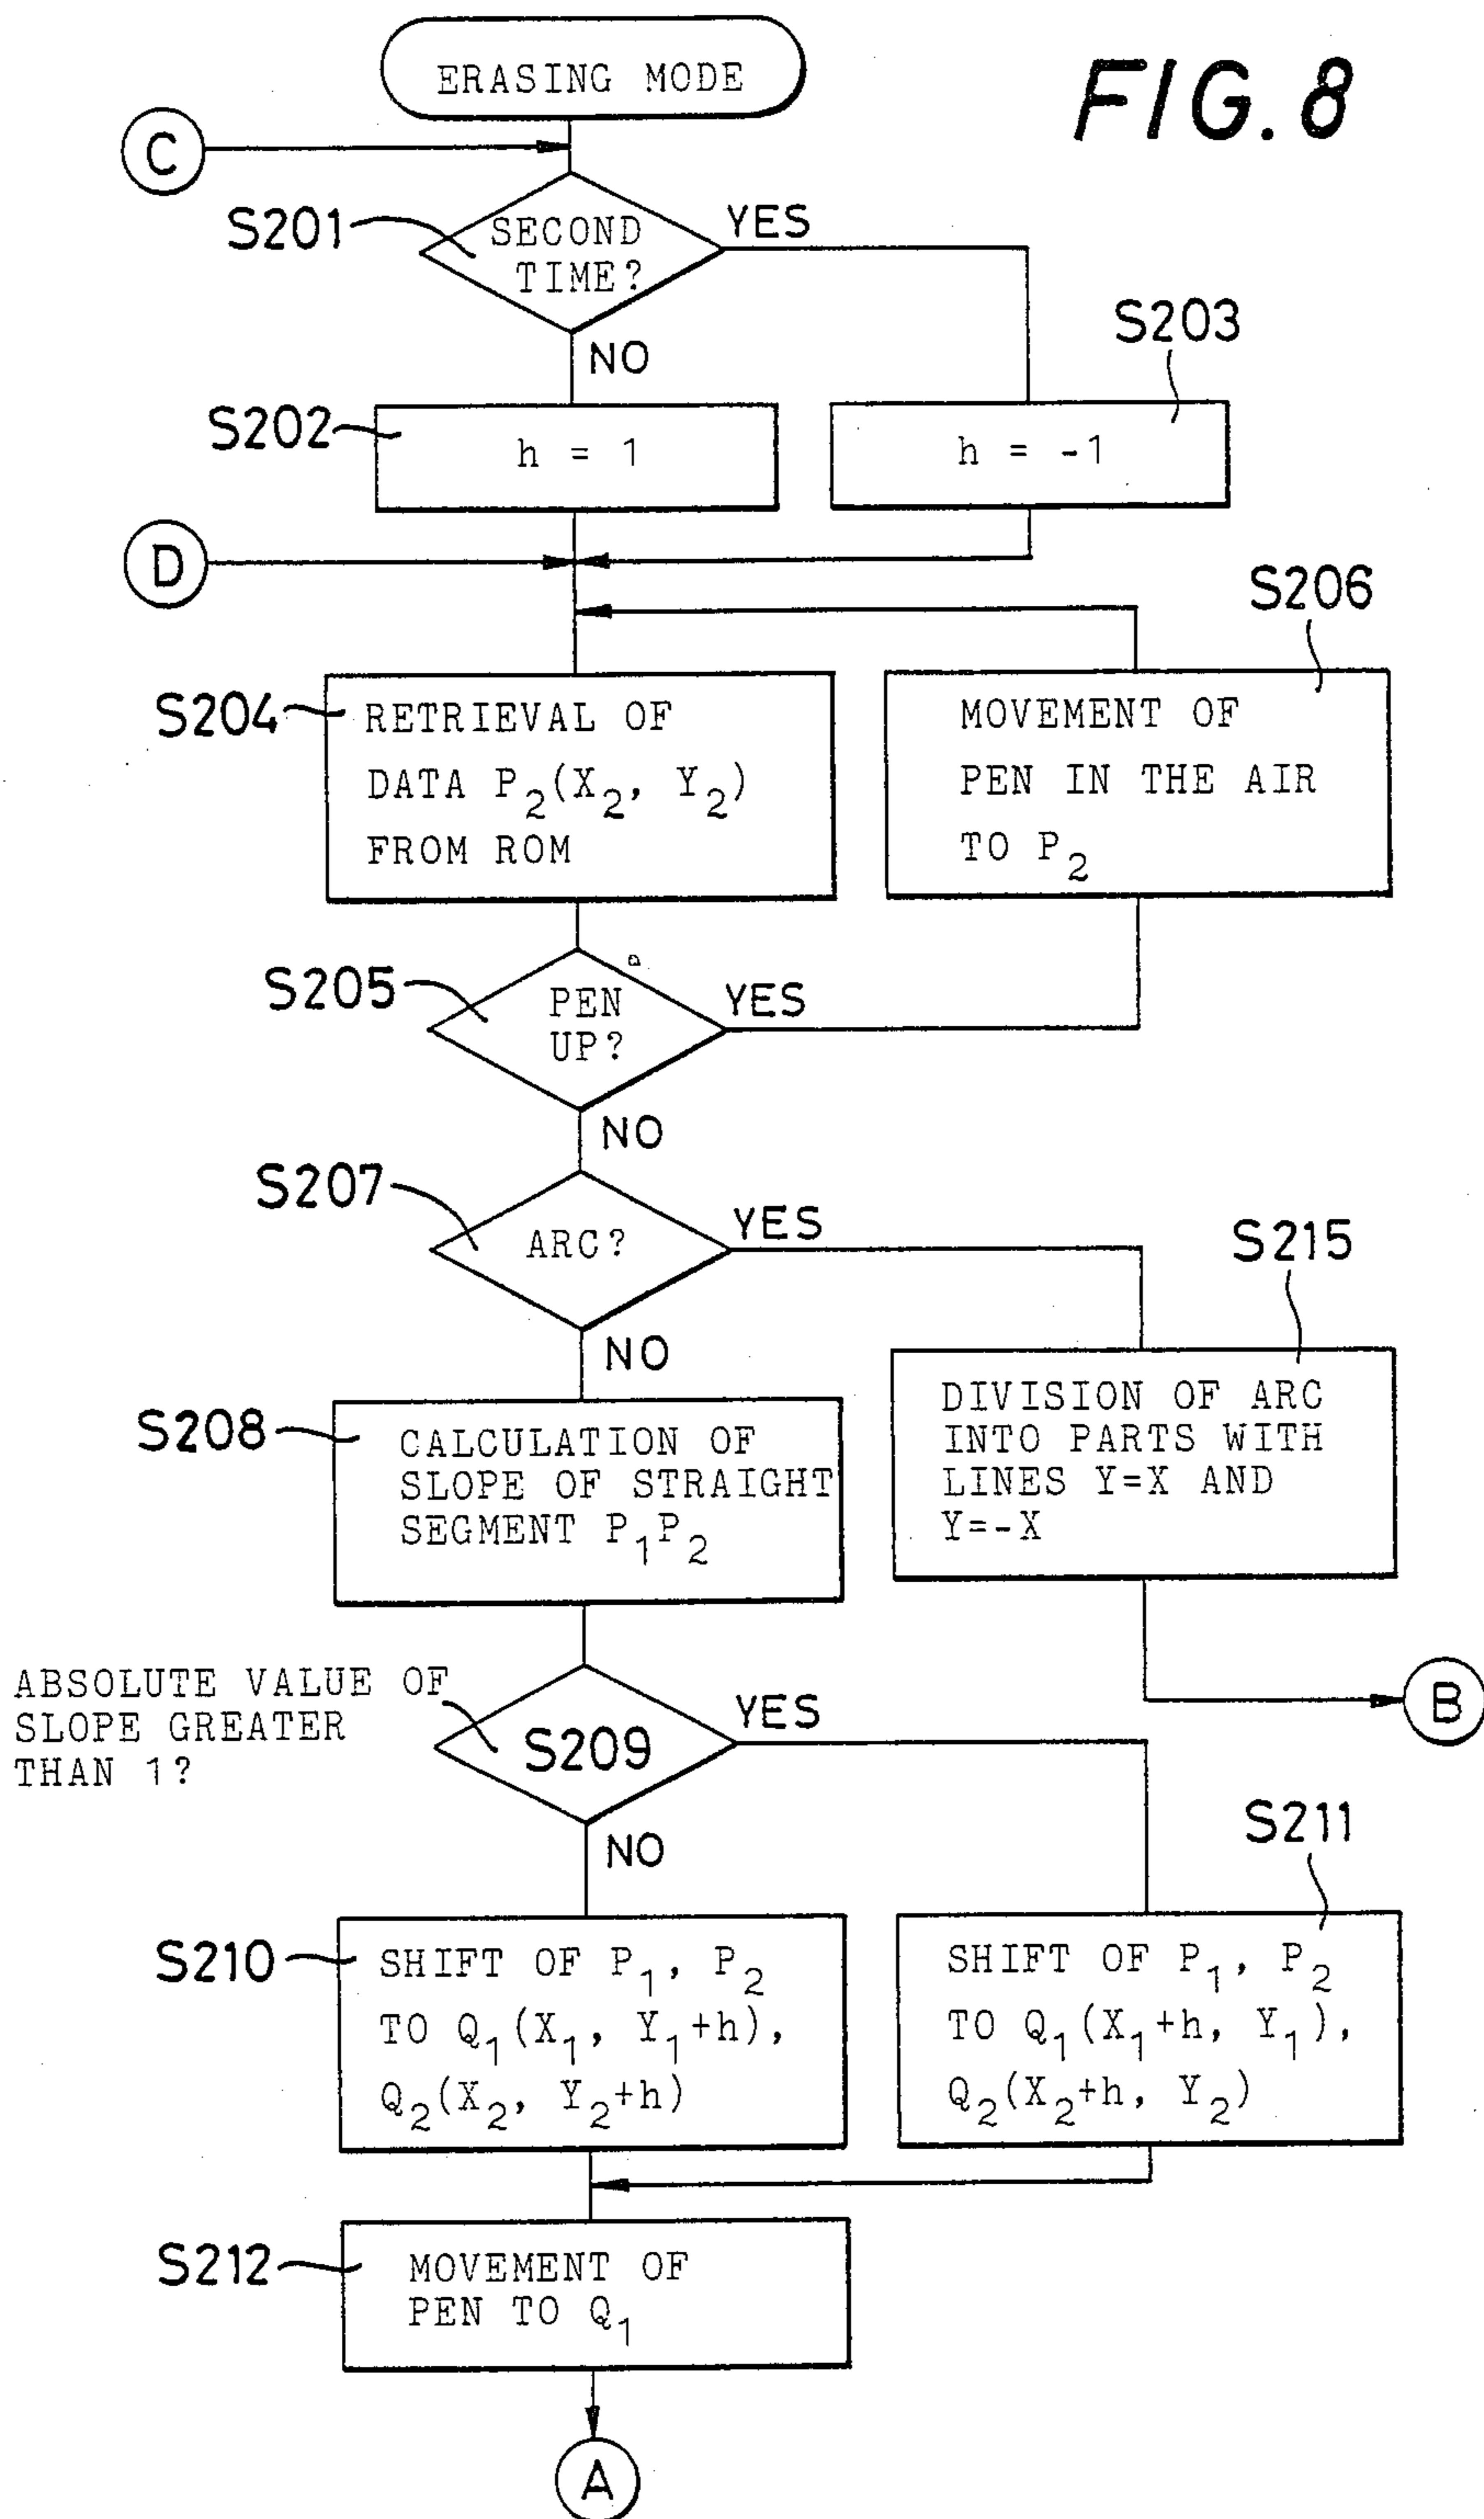 FIG. 8
ERASING MODE
C
S201
SECOND
TIME?
YES
NO
S203
S202
h = 1
h = -1
D
S206
S204
RETRIEVAL OF
DATA P₂(X₂, Y₂)
FROM ROM
MOVEMENT OF
PEN IN THE AIR
TO P₂
S205
PEN
UP?
YES
NO
S207
ARC?
YES
NO
S215
S208
CALCULATION OF
SLOPE OF STRAIGHT
SEGMENT P₁P₂
DIVISION OF ARC
INTO PARTS WITH
LINES Y=X AND
Y=-X
B
ABSOLUTE VALUE OF
SLOPE GREATER
THAN 1?
S209
YES
NO
S211
S210
SHIFT OF P₁, P₂
TO Q₁(X₁, Y₁+h),
Q₂(X₂, Y₂+h)
SHIFT OF P₁, P₂
TO Q₁(X₁+h, Y₁),
Q₂(X₂+h, Y₂)
S212
MOVEMENT OF
PEN TO Q₁
A